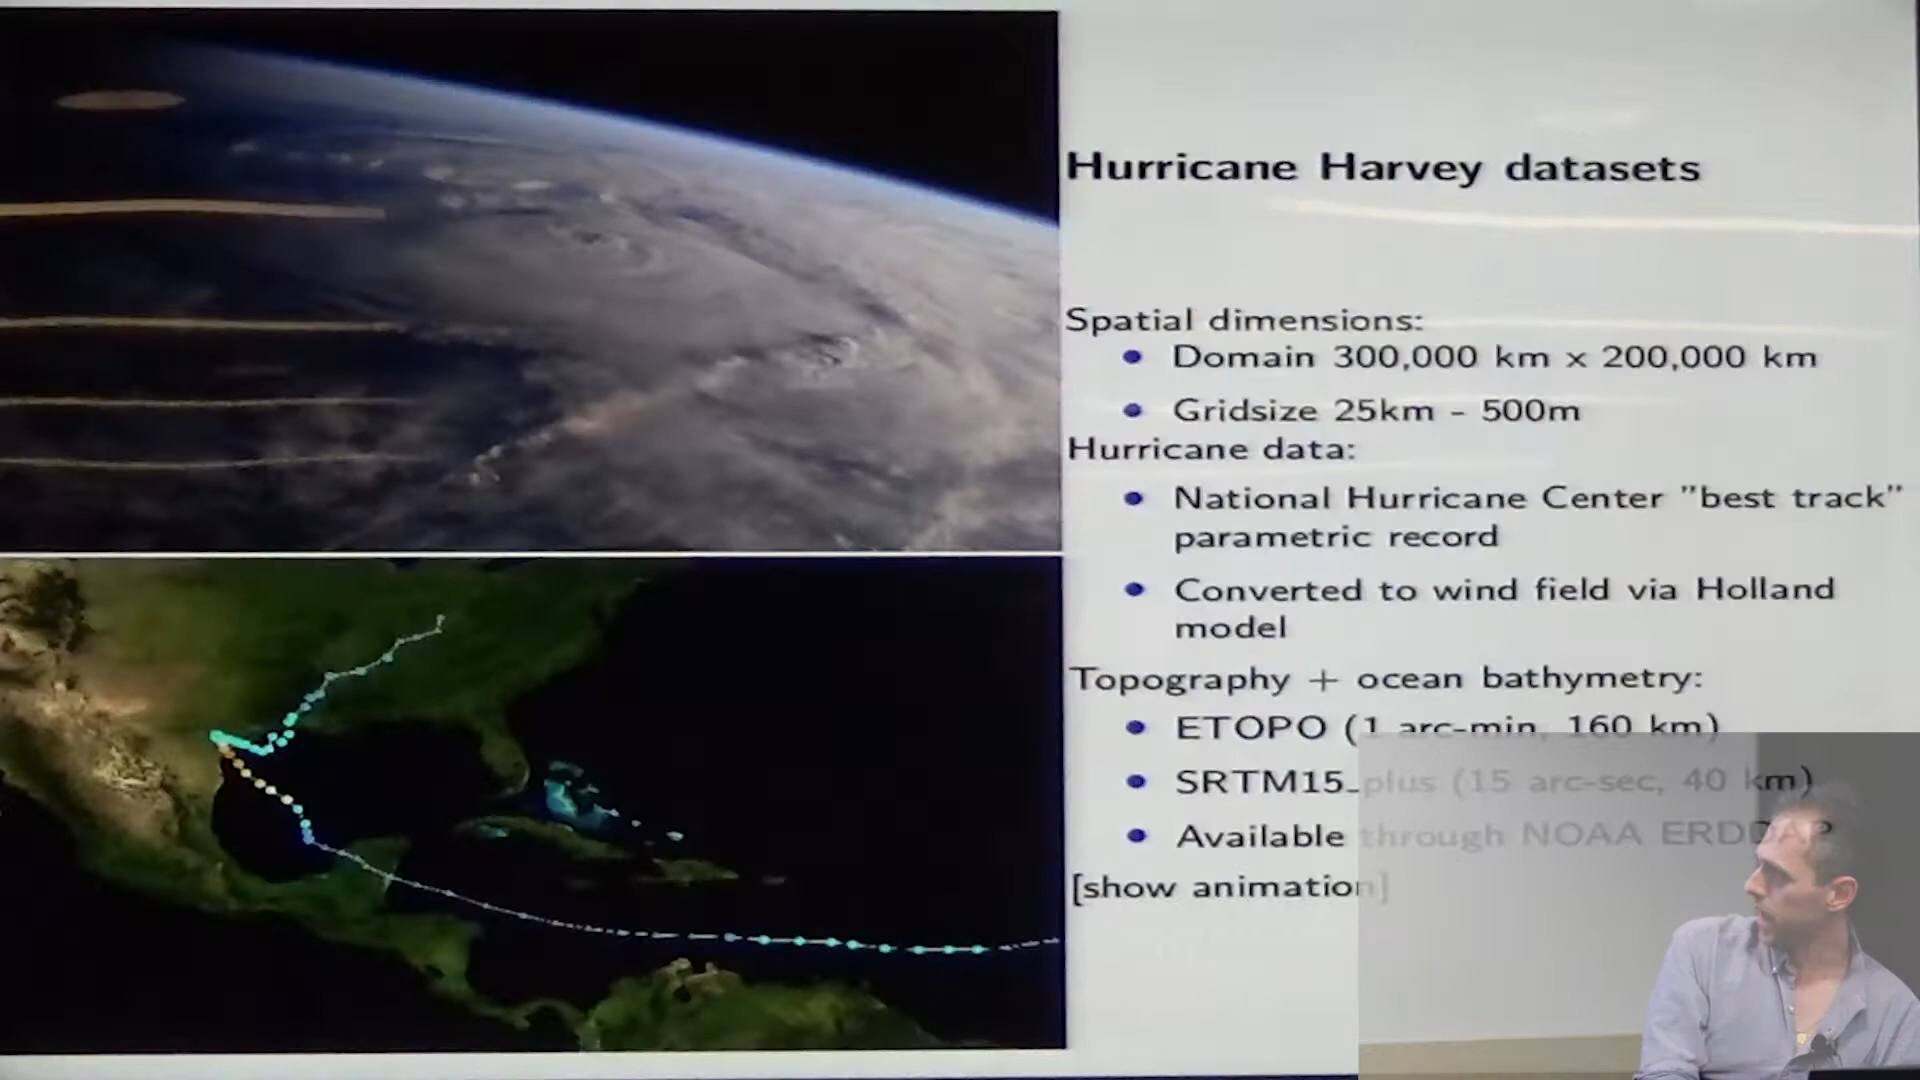 Hurricane Harvey datasets
Spatial dimensions:
Domain 300,000 km x 200,000 km
Gridsize 25km - 500m
Hurricane data:
National Hurricane Center "best track"
parametric record
Converted to wind field via Holland
model
Topography + ocean bathymetry:
ETOPO (1 arc-min, 160 km)
SRTM15_plus (15 arc-sec, 40 km)
Available through NOAA ERDDAP
[show animation]